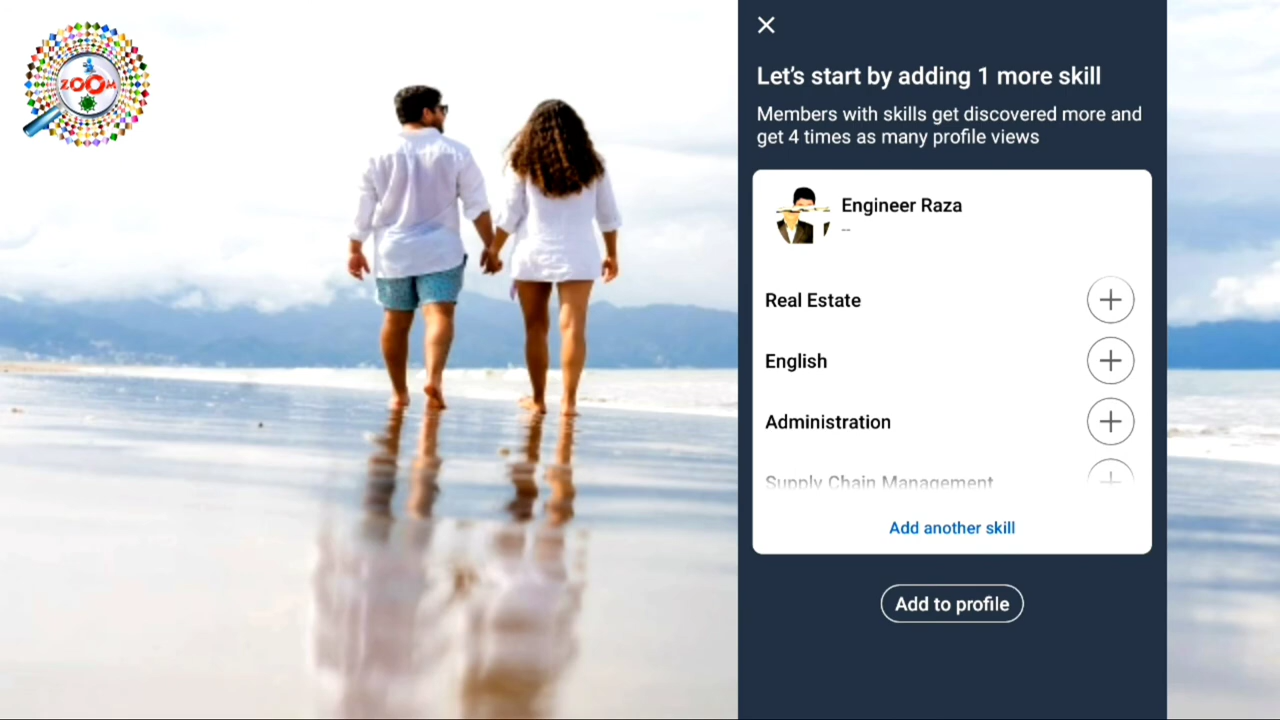 ZOOM
Let's start by adding 1 more skill
Members with skills get discovered more and
get 4 times as many profile views
Engineer Raza
--
Real Estate
English
Administration
Supply Chain Management
Add another skill
Add to profile